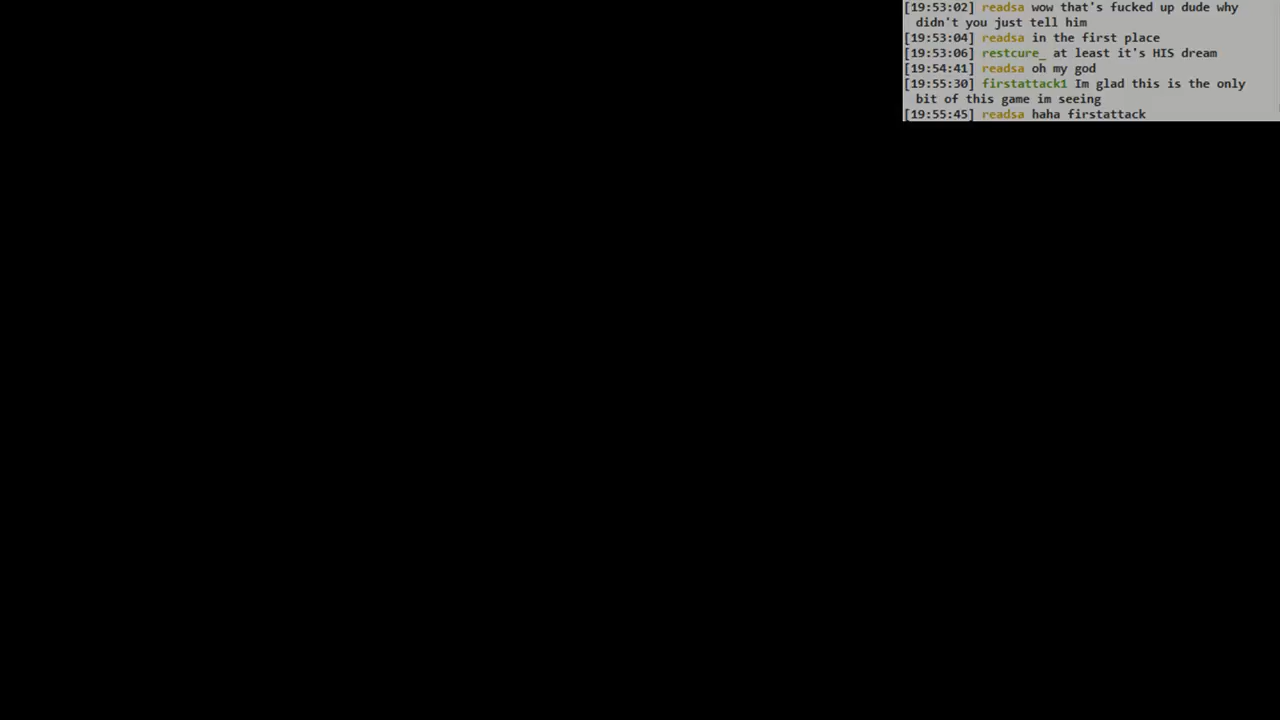 [19:53:02] readsa wow that's fucked up dude why
didn't you just tell him
[19:53:04] readsa in the first place
[19:53:06] restcure_ at least it's HIS dream
[19:54:41] readsa oh my god
[19:55:30] firstattack1 Im glad this is the only
bit of this game im seeing
[19:55:45] readsa haha firstattack